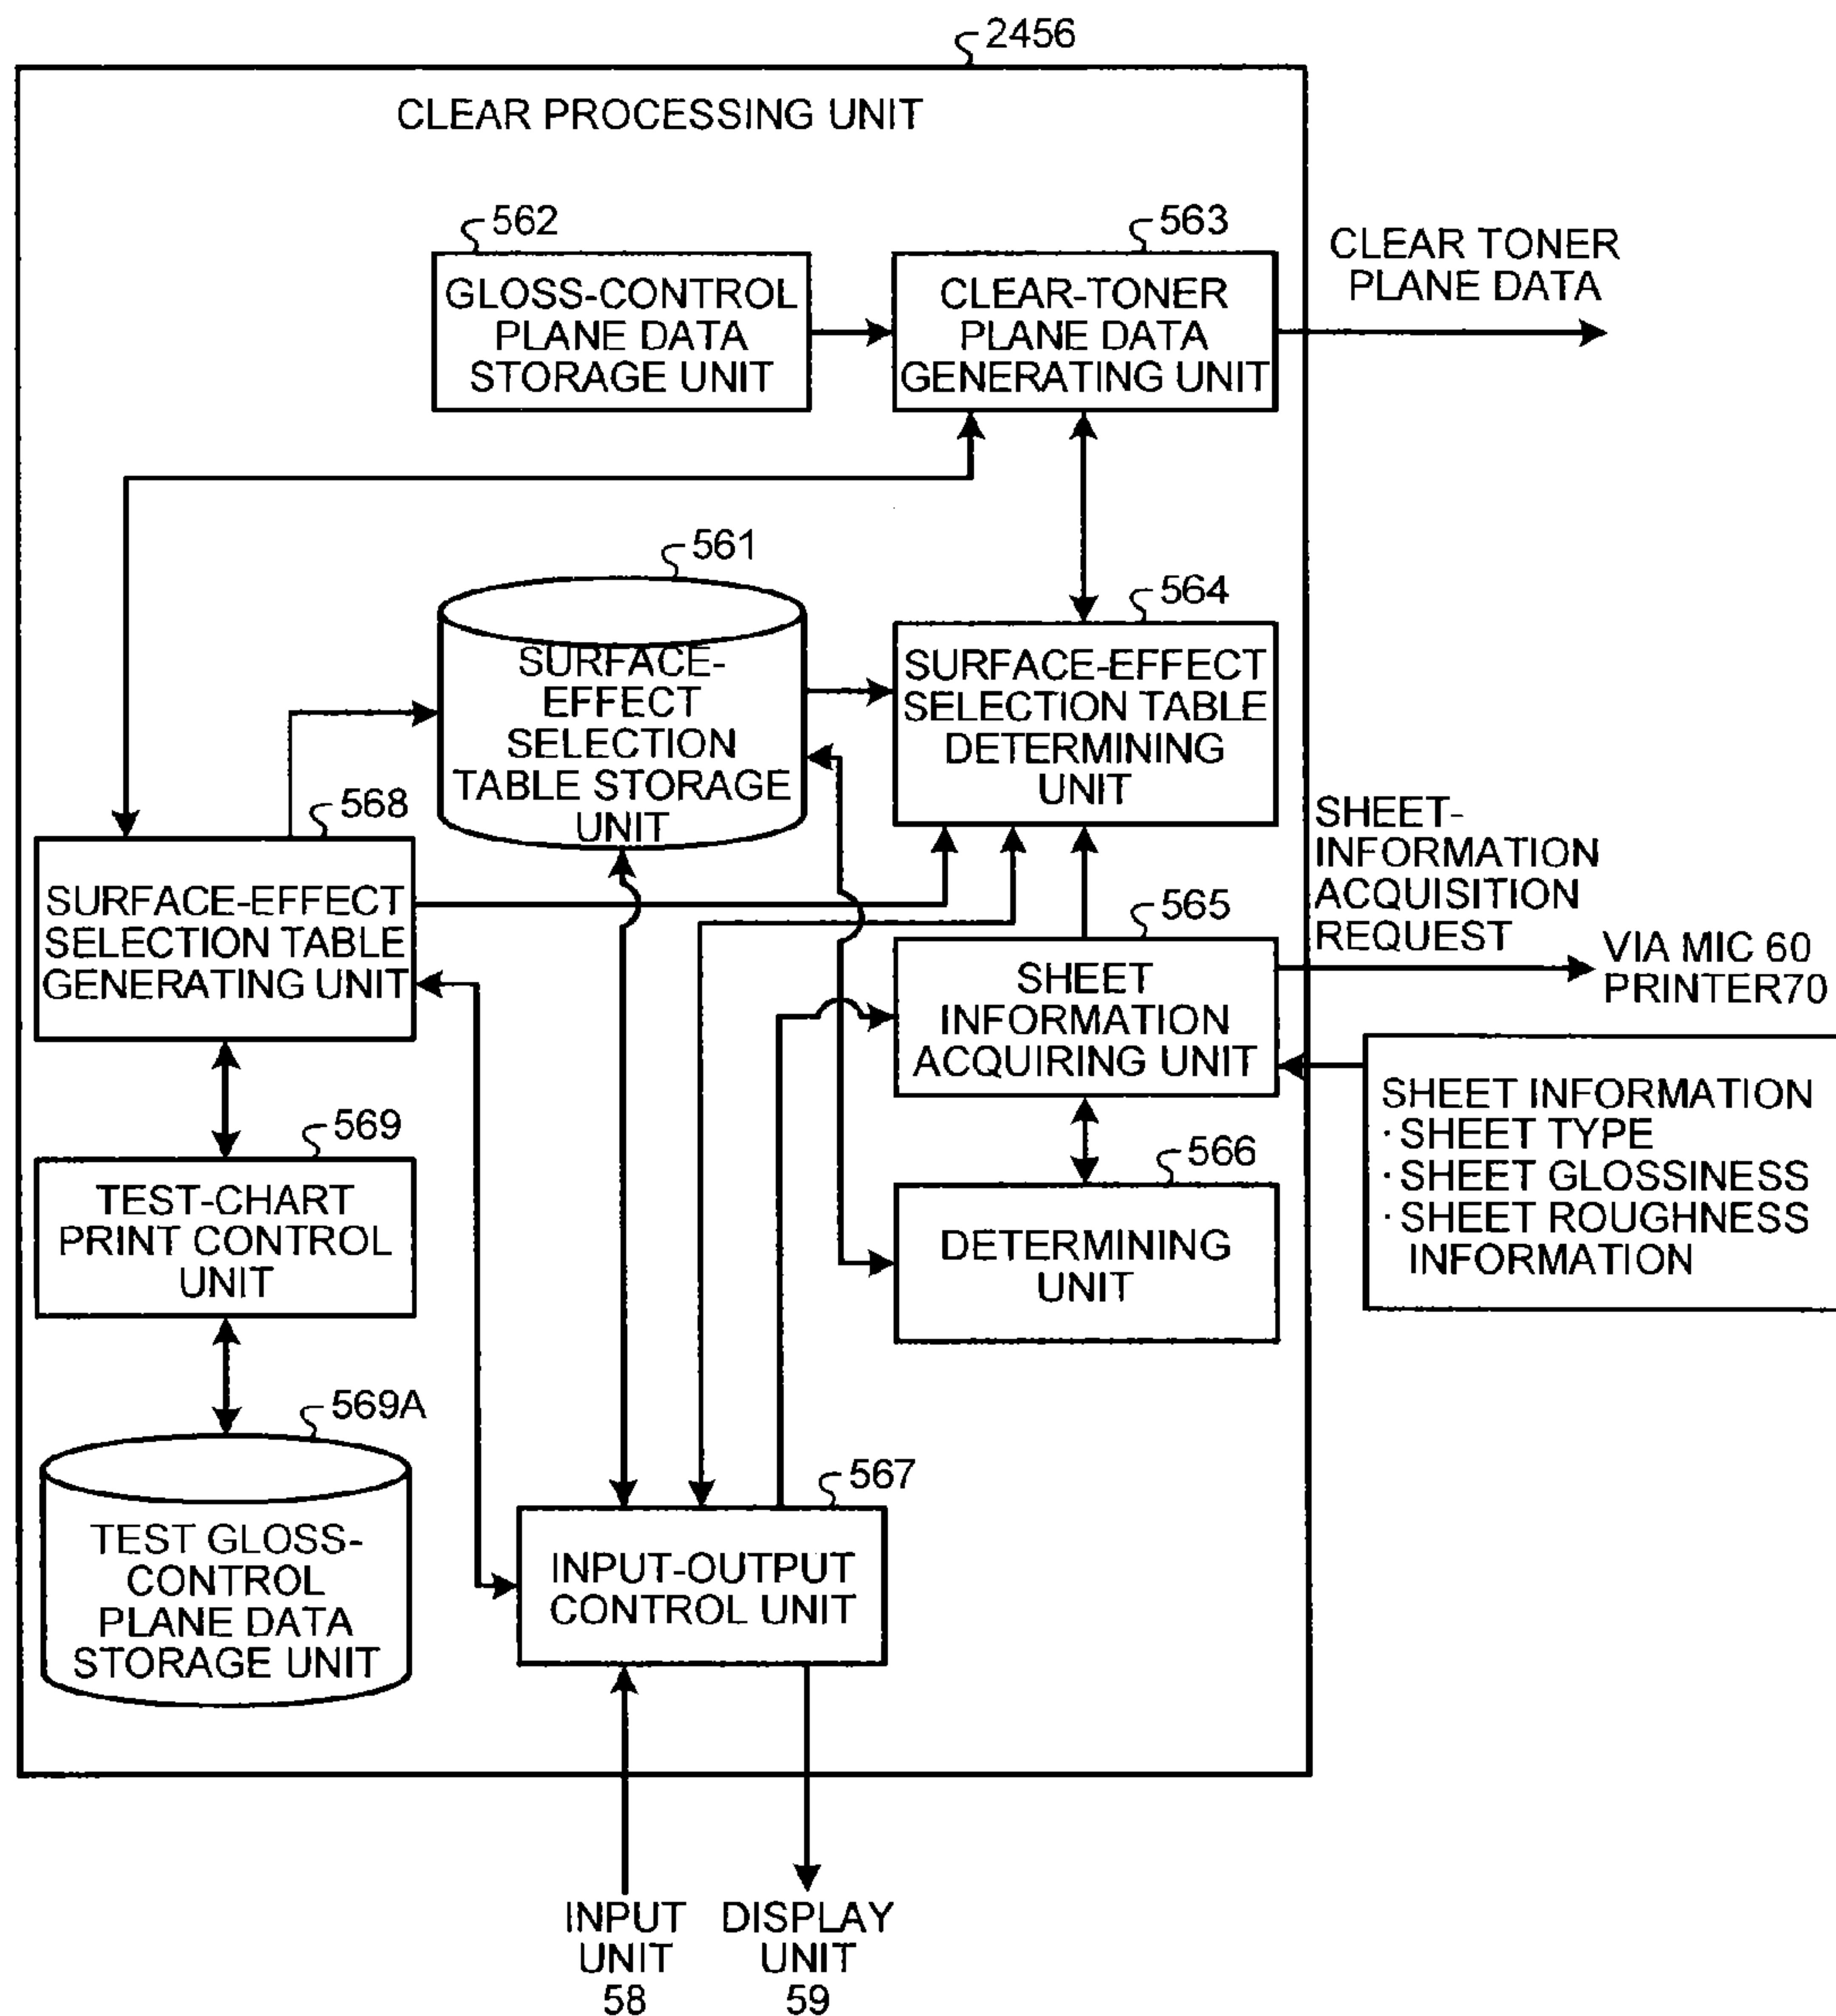 2456
CLEAR PROCESSING UNIT
562
GLOSS-CONTROL
PLANE DATA
STORAGE UNIT
563
CLEAR-TONER
PLANE DATA
GENERATING UNIT
CLEAR TONER
PLANE DATA
561
SURFACE-
EFFECT
SELECTION
TABLE STORAGE
UNIT
564
SURFACE-EFFECT
SELECTION TABLE
DETERMINING
UNIT
568
SURFACE-EFFECT
SELECTION TABLE
GENERATING UNIT
565
SHEET
INFORMATION
ACQUIRING UNIT
SHEET-
INFORMATION
ACQUISITION
REQUEST
VIA MIC 60
PRINTER70
SHEET INFORMATION
· SHEET TYPE
· SHEET GLOSSINESS
· SHEET ROUGHNESS
INFORMATION
569
TEST-CHART
PRINT CONTROL
UNIT
566
DETERMINING
UNIT
569A
TEST GLOSS-
CONTROL
PLANE DATA
STORAGE UNIT
567
INPUT-OUTPUT
CONTROL UNIT
INPUT
UNIT
58
DISPLAY
UNIT
59